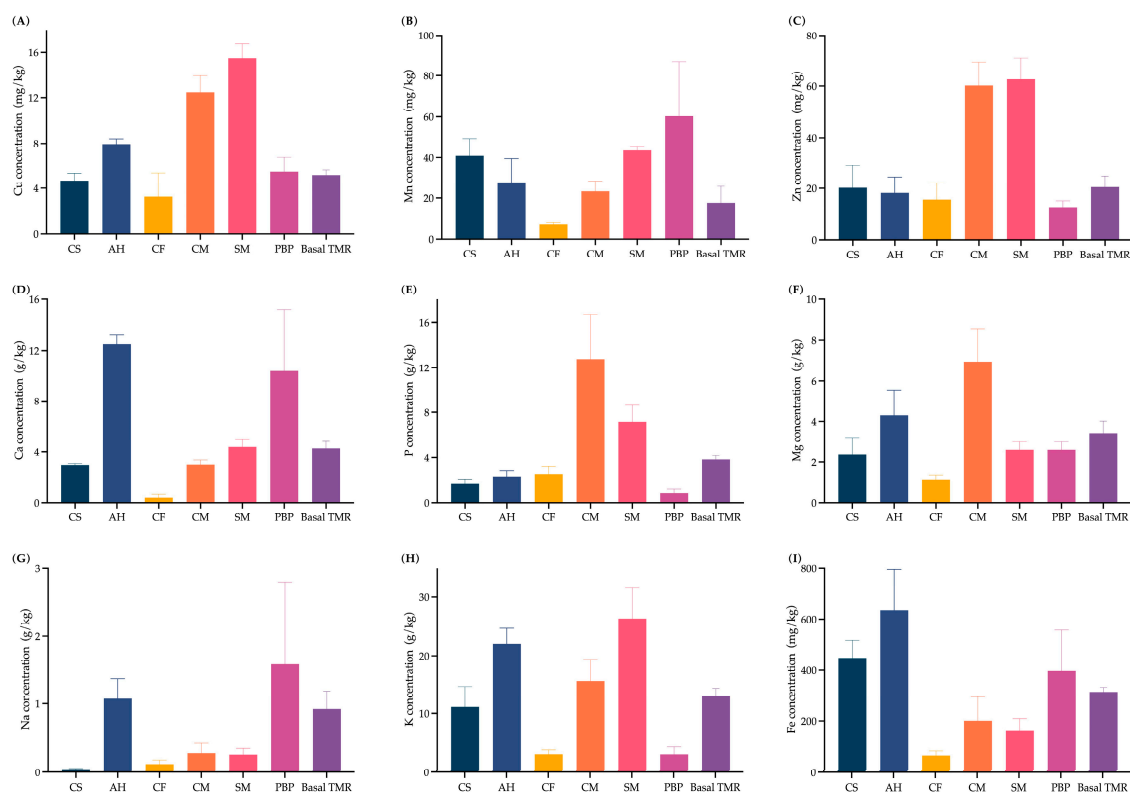 (A)
Cu concentration (mg/kg)
16
12
8
4
0
CS AH CF CM SM PBP Basal TMR
(B)
Mn concentration (mg/kg)
100
80
60
40
20
0
CS AH CF CM SM PBP Basal TMR
(C)
Zn concentration (mg/kg)
80
60
40
20
0
CS AH CF CM SM PBP Basal TMR
(D)
Ca concentration (g/kg)
16
12
8
4
0
CS AH CF CM SM PBP Basal TMR
(E)
P concentration (g/kg)
16
12
8
4
0
CS AH CF CM SM PBP Basal TMR
(F)
Mg concentration (g/kg)
10
8
6
4
2
0
CS AH CF CM SM PBP Basal TMR
(G)
Na concentration (g/kg)
3
2
1
0
CS AH CF CM SM PBP Basal TMR
(H)
K concentration (g/kg)
30
20
10
0
CS AH CF CM SM PBP Basal TMR
(I)
Fe concentration (mg/kg)
800
600
400
200
0
CS AH CF CM SM PBP Basal TMR